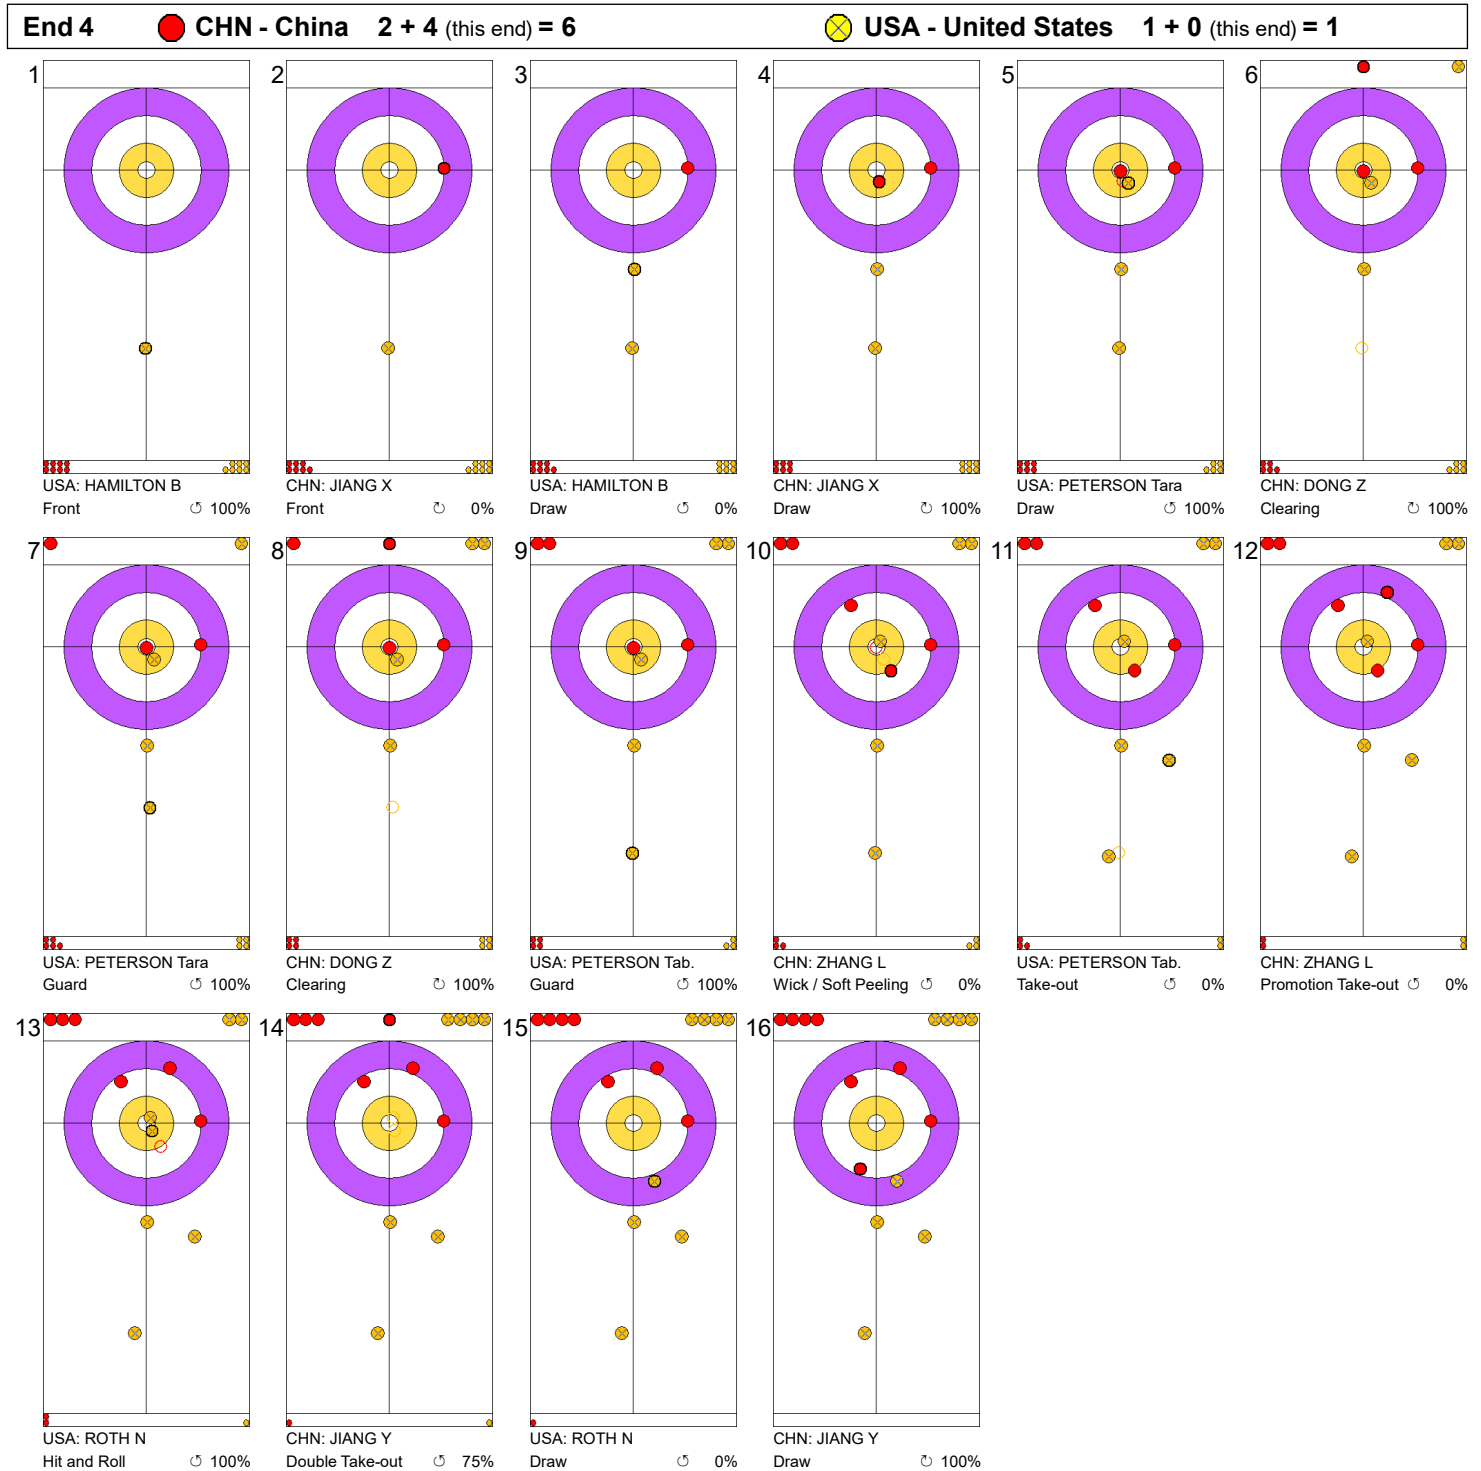 End 4 CHN - China 2 + 4 (this end) = 6 USA - United States 1 + 0 (this end) = 1
1 2 3 4 5 6
USA: HAMILTON B CHN: JIANG X USA: HAMILTON B CHN: JIANG X USA: PETERSON Tara CHN: DONG Z
Front ↺ 100% Front ↻ 0% Draw ↺ 0% Draw ↻ 100% Draw ↺ 100% Clearing ↻ 100%
7 8 9 10 11 12
USA: PETERSON Tara CHN: DONG Z USA: PETERSON Tab. CHN: ZHANG L USA: PETERSON Tab. CHN: ZHANG L
Guard ↺ 100% Clearing ↻ 100% Guard ↺ 100% Wick / Soft Peeling ↺ 0% Take-out ↺ 0% Promotion Take-out ↺ 0%
13 14 15 16
USA: ROTH N CHN: JIANG Y USA: ROTH N CHN: JIANG Y
Hit and Roll ↺ 100% Double Take-out ↺ 75% Draw ↺ 0% Draw ↻ 100%